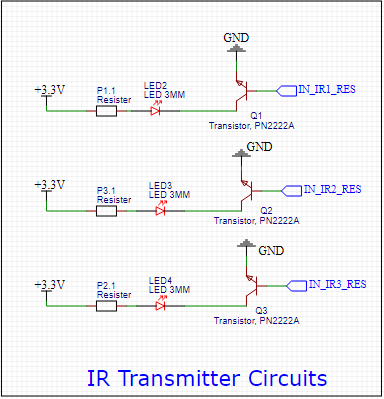 GND
+3.3V
P1.1
Resister
LED2
LED 3MM
IN_IR1_RES
Q1
Transistor, PN2222A
GND
+3.3V
P3.1
Resister
LED3
LED 3MM
IN_IR2_RES
Q2
Transistor, PN2222A
GND
+3.3V
P2.1
Resister
LED4
LED 3MM
IN_IR3_RES
Q3
Transistor, PN2222A
IR Transmitter Circuits